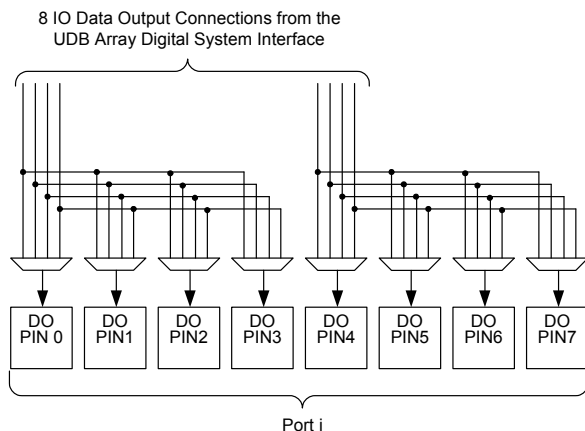 8 IO Data Output Connections from the
UDB Array Digital System Interface
DO
PIN 0
DO
PIN1
DO
PIN2
DO
PIN3
DO
PIN4
DO
PIN5
DO
PIN6
DO
PIN7
Port i